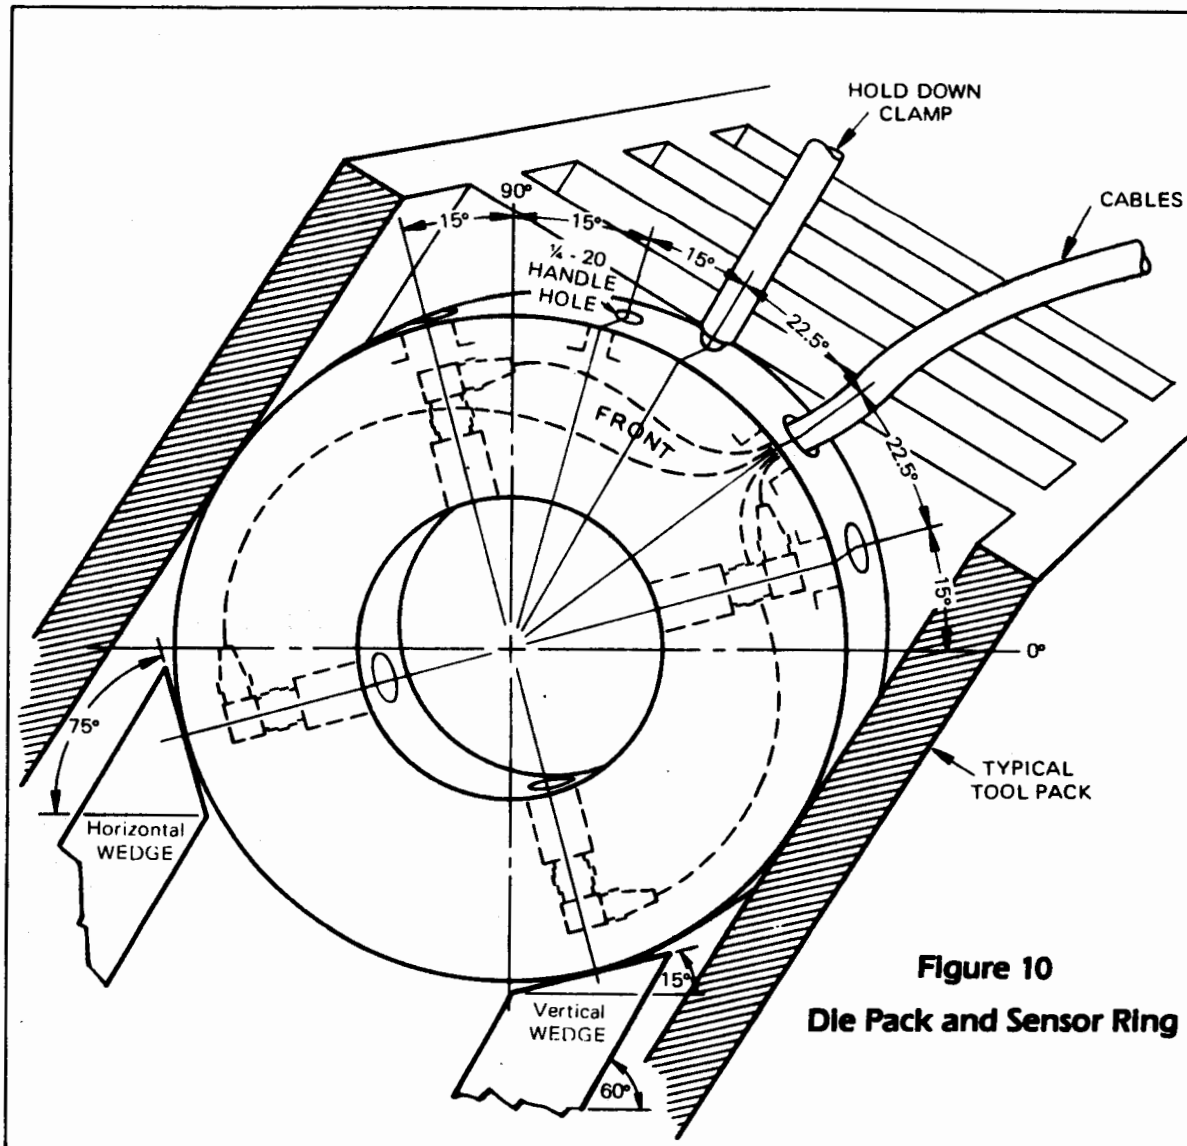 HOLD DOWN
CLAMP
CABLES
90°
15°
15°
15°
¼ - 20
HANDLE
HOLE
22.5°
FRONT
22.5°
15°
0°
75°
TYPICAL
TOOL PACK
Horizontal
WEDGE
15°
Vertical
WEDGE
60°
Figure 10
Die Pack and Sensor Ring